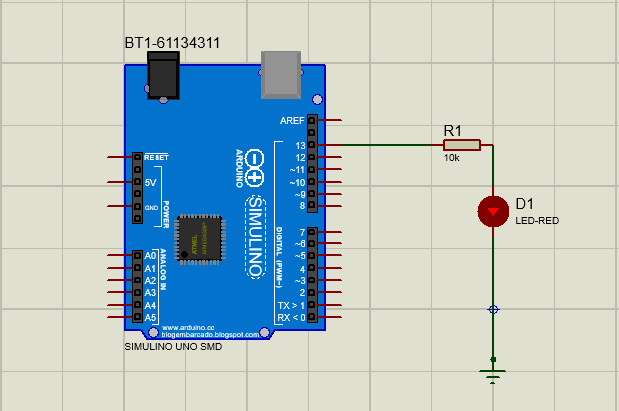 BT1-61134311
AREF
13
12
~11
~10
~9
8
RESET
5V
GND
POWER
ARDUINO
SIMULINO
ATMEL
DIGITAL (PWM~)
7
~6
~5
4
~3
2
TX > 1
RX < 0
ANALOG IN
A0
A1
A2
A3
A4
A5
www.arduino.cc
blogembarcado.blogspot.com
SIMULINO UNO SMD
R1
10k
D1
LED-RED